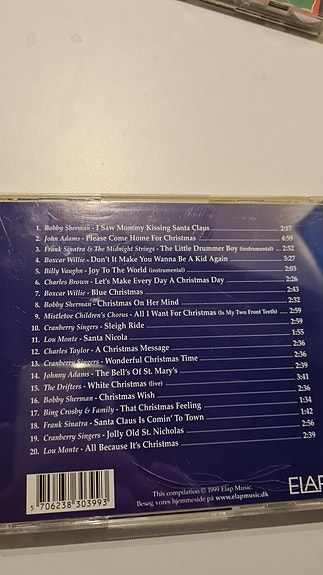 1. Bobby Sherman - I Saw Mommy Kissing Santa Claus 2:17
2. John Adams - Please Come Home For Christmas 4:59
3. Frank Sinatra & The Midnight Strings - The Little Drummer Boy (instrumental) 2:52
4. Boxcar Willie - Don't It Make You Wanna Be A Kid Again 3:27
5. Billy Vaughn - Joy To The World (instrumental) 2:03
6. Charles Brown - Let's Make Every Day A Christmas Day 2:26
7. Boxcar Willie - Blue Christmas 2:43
8. Bobby Sherman - Christmas On Her Mind 2:32
9. Mistletoe Children's Chorus - All I Want For Christmas (Is My Two Front Teeth) 2:59
10. Cranberry Singers - Sleigh Ride 2:59
11. Lou Monte - Santa Nicola 1:55
12. Charles Taylor - A Christmas Message 2:36
13. Cranberry Singers - Wonderful Christmas Time 2:36
14. Johnny Adams - The Bell's Of St. Mary's 2:39
15. The Drifters - White Christmas (live) 3:41
16. Bobby Sherman - Christmas Wish 2:36
17. Bing Crosby & Family - That Christmas Feeling 1:34
18. Frank Sinatra - Santa Claus Is Comin' To Town 1:42
19. Cranberry Singers - Jolly Old St. Nicholas 2:56
20. Lou Monte - All Because It's Christmas 2:39
This compilation © 1999 Elap Music.
Besøg vores hjemmeside på www.elapmusic.dk
ELAP
5 706238 303993